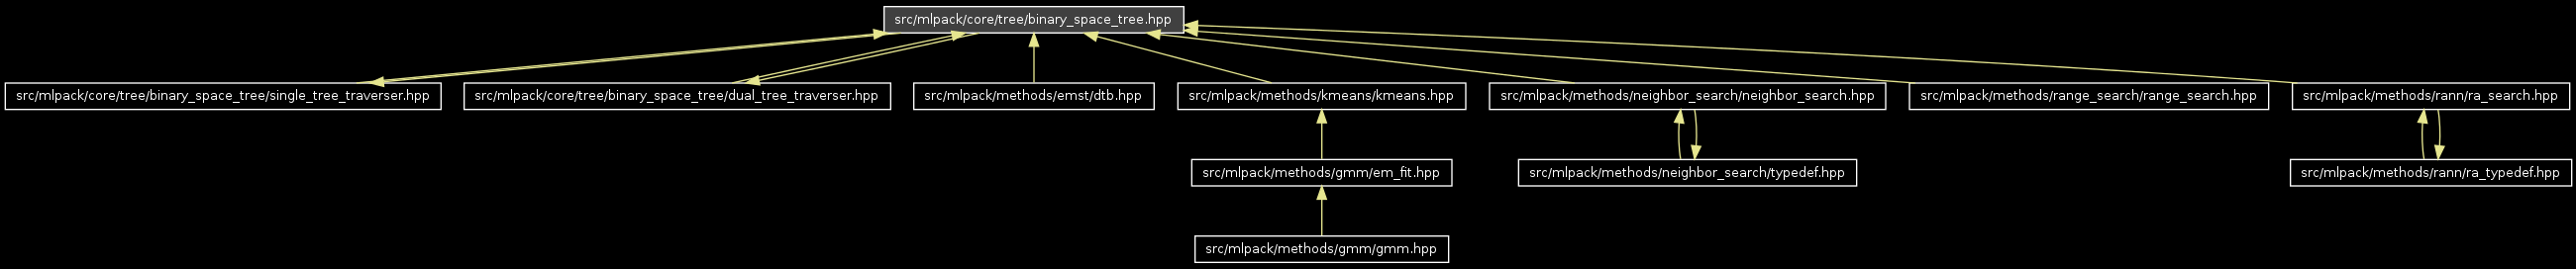 src/mlpack/core/tree/binary_space_tree.hpp
src/mlpack/core/tree/binary_space_tree/single_tree_traverser.hpp
src/mlpack/core/tree/binary_space_tree/dual_tree_traverser.hpp
src/mlpack/methods/emst/dtb.hpp
src/mlpack/methods/kmeans/kmeans.hpp
src/mlpack/methods/neighbor_search/neighbor_search.hpp
src/mlpack/methods/range_search/range_search.hpp
src/mlpack/methods/rann/ra_search.hpp
src/mlpack/methods/gmm/em_fit.hpp
src/mlpack/methods/neighbor_search/typedef.hpp
src/mlpack/methods/rann/ra_typedef.hpp
src/mlpack/methods/gmm/gmm.hpp